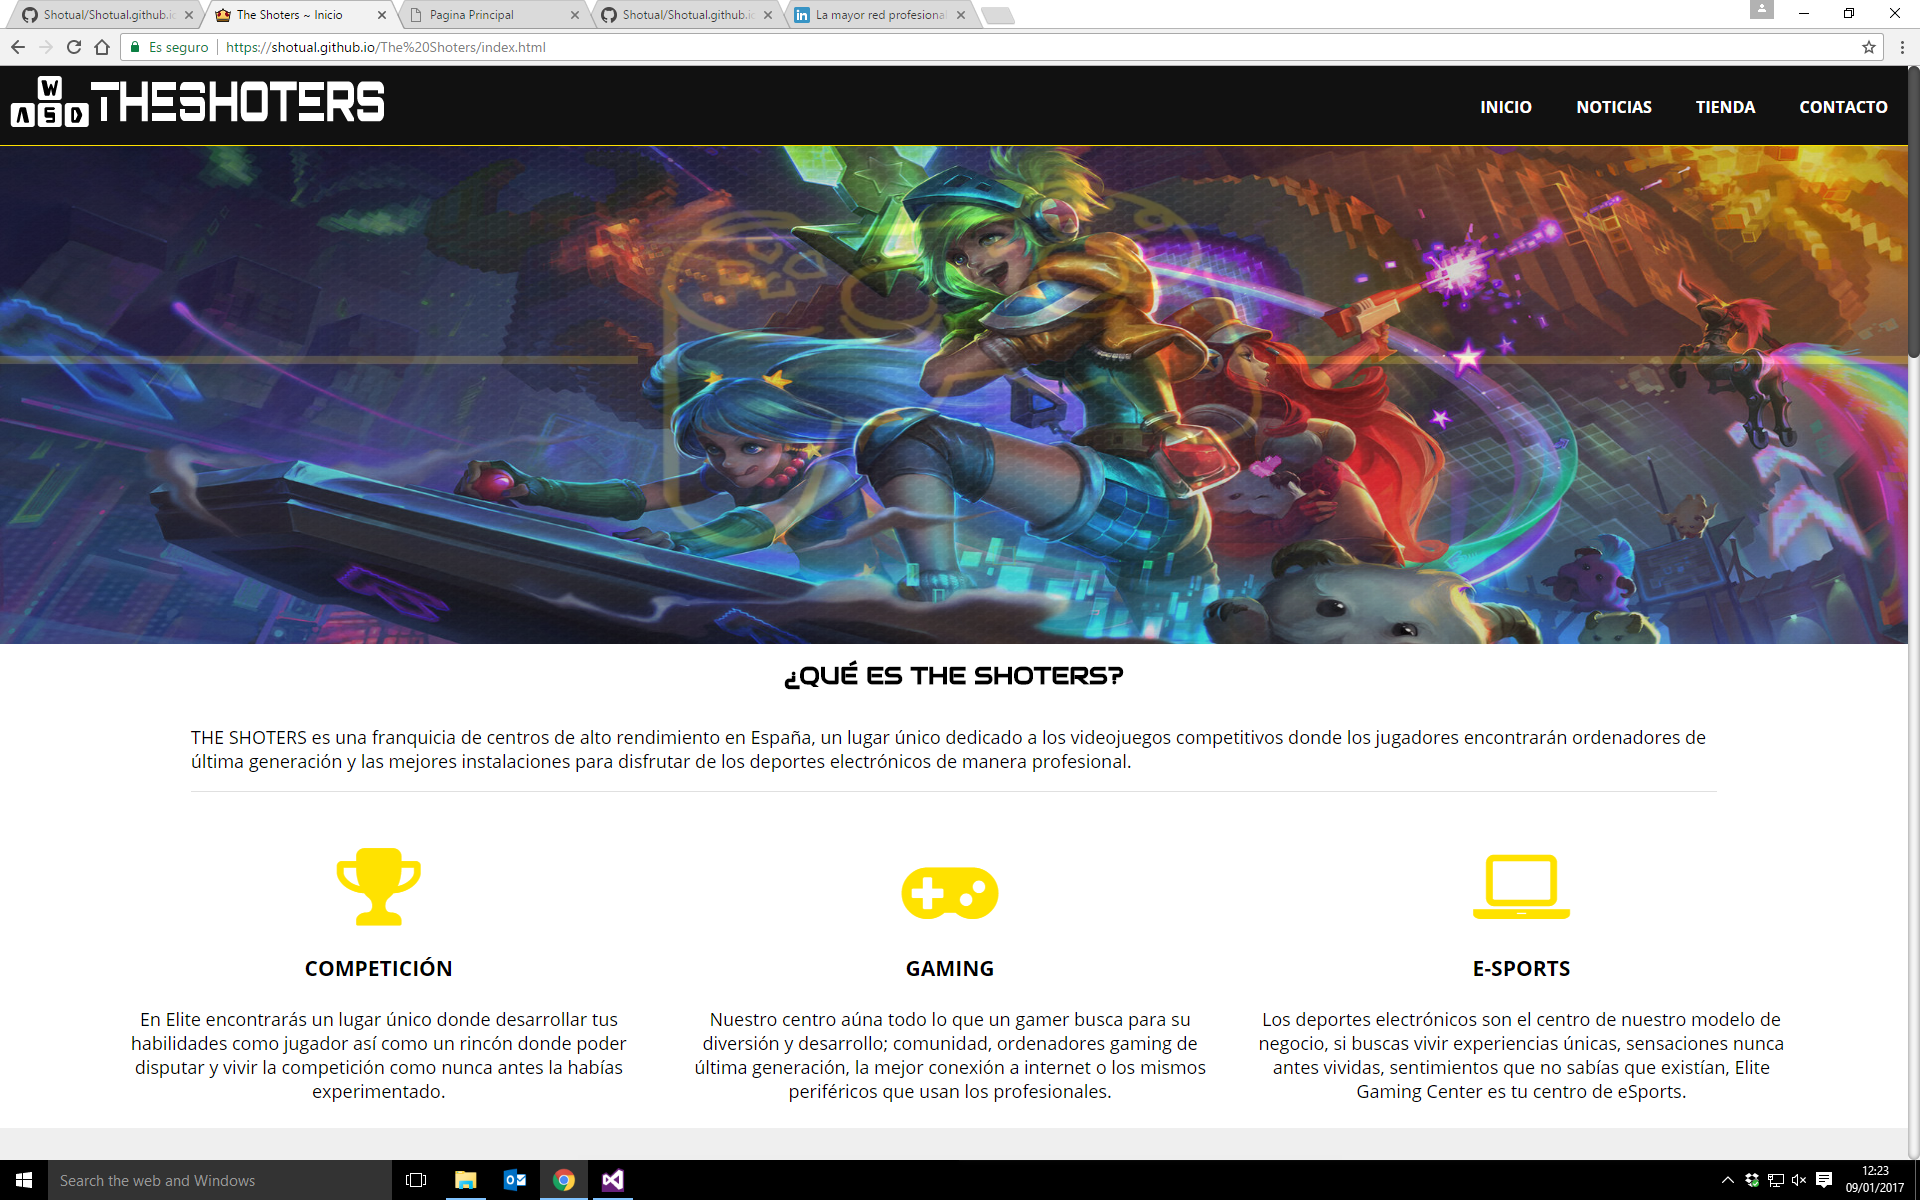 Shotual/Shotual.github.io
The Shoters ~ Inicio
Pagina Principal
Shotual/Shotual.github.io
La mayor red profesional
Es seguro
https://shotual.github.io/The%20Shoters/index.html
W
A S D
THESHOTERS
INICIO NOTICIAS TIENDA CONTACTO
¿QUÉ ES THE SHOTERS?
THE SHOTERS es una franquicia de centros de alto rendimiento en España, un lugar único dedicado a los videojuegos competitivos donde los jugadores encontrarán ordenadores de
última generación y las mejores instalaciones para disfrutar de los deportes electrónicos de manera profesional.
COMPETICIÓN
En Elite encontrarás un lugar único donde desarrollar tus
habilidades como jugador así como un rincón donde poder
disputar y vivir la competición como nunca antes la habías
experimentado.
GAMING
Nuestro centro aúna todo lo que un gamer busca para su
diversión y desarrollo; comunidad, ordenadores gaming de
última generación, la mejor conexión a internet o los mismos
periféricos que usan los profesionales.
E-SPORTS
Los deportes electrónicos son el centro de nuestro modelo de
negocio, si buscas vivir experiencias únicas, sensaciones nunca
antes vividas, sentimientos que no sabías que existían, Elite
Gaming Center es tu centro de eSports.
Search the web and Windows
12:23
09/01/2017